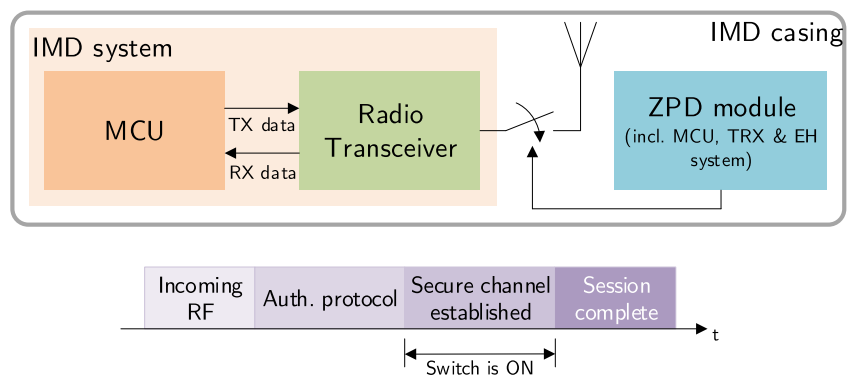 IMD system
IMD casing
MCU
TX data
RX data
Radio
Transceiver
ZPD module
(incl. MCU, TRX & EH
system)
Incoming
RF
Auth. protocol
Secure channel
established
Session
complete
t
Switch is ON